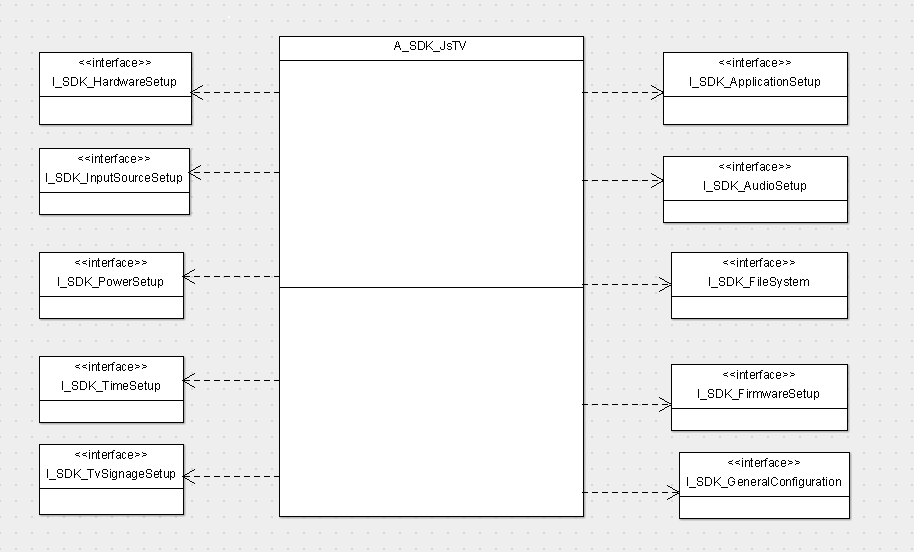 A_SDK_JsTV
<<interface>>
I_SDK_HardwareSetup
<<interface>>
I_SDK_InputSourceSetup
<<interface>>
I_SDK_PowerSetup
<<interface>>
I_SDK_TimeSetup
<<interface>>
I_SDK_TvSignageSetup
<<interface>>
I_SDK_ApplicationSetup
<<interface>>
I_SDK_AudioSetup
<<interface>>
I_SDK_FileSystem
<<interface>>
I_SDK_FirmwareSetup
<<interface>>
I_SDK_GeneralConfiguration